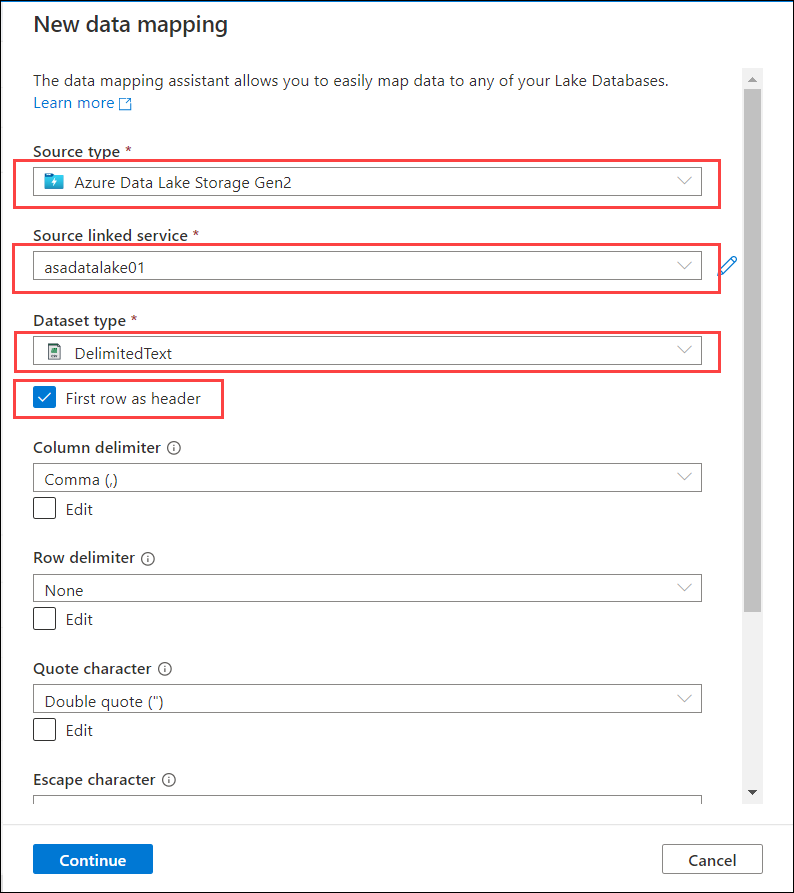 New data mapping
The data mapping assistant allows you to easily map data to any of your Lake Databases.
Learn more
Source type *
Azure Data Lake Storage Gen2
Source linked service *
asadatalake01
Dataset type *
DelimitedText
First row as header
Column delimiter
Comma (,)
Edit
Row delimiter
None
Edit
Quote character
Double quote (")
Edit
Escape character
Continue
Cancel